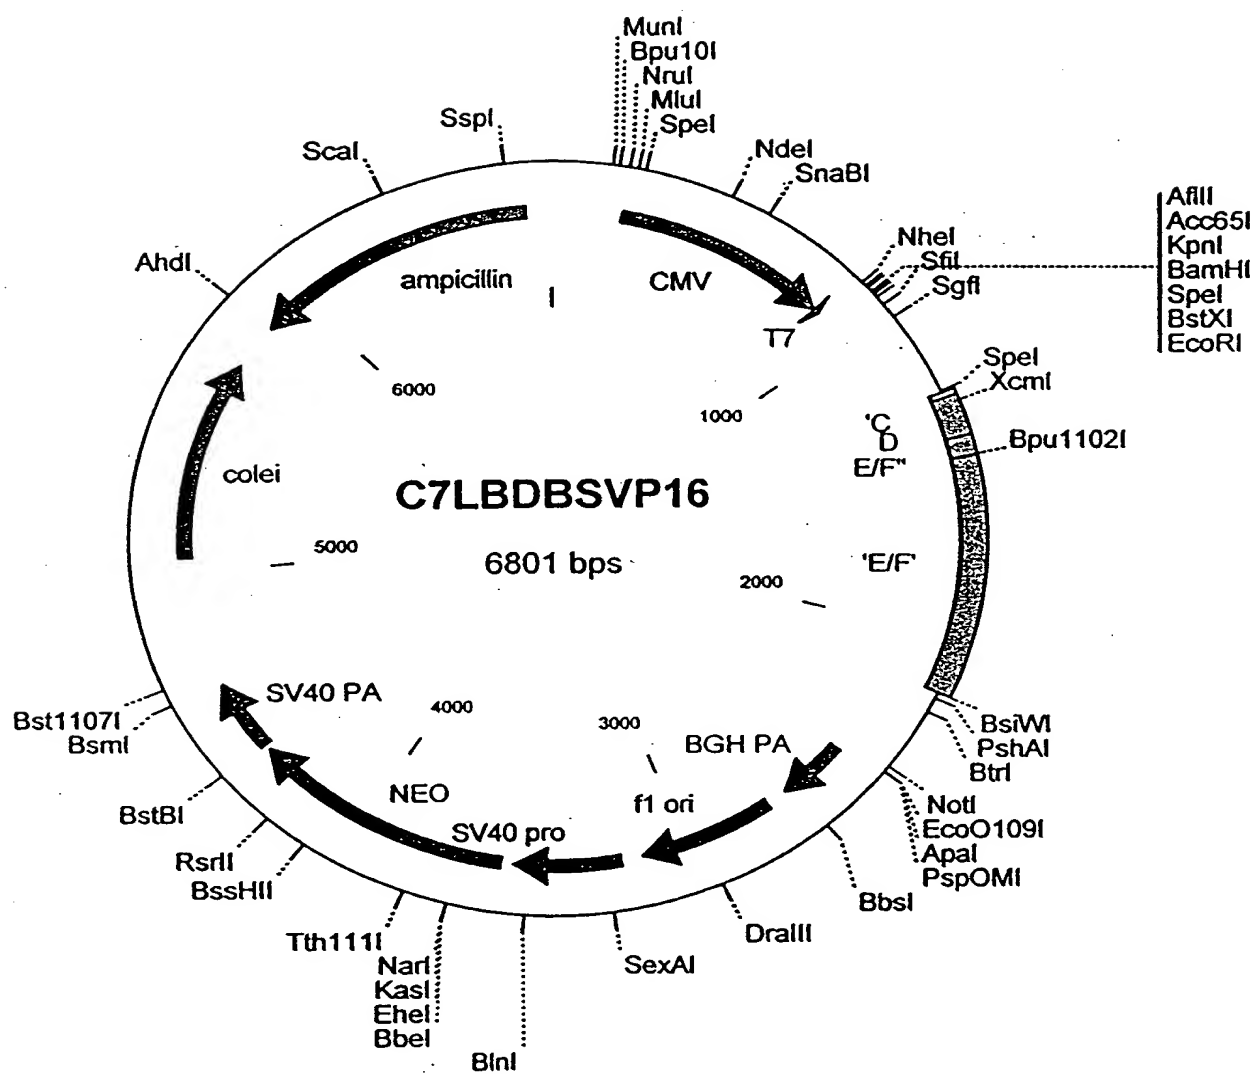 MunI
Bpu10I
NruI
MluI
SpeI
SspI
ScaI
NdeI
SnaBI
AflII
Acc65I
KpnI
BamHI
SpeI
BstXI
EcoRI
NheI
SfiI
SgfI
AhdI
ampicillin
I
CMV
T7
SpeI
XcmI
6000
1000
'C
D
E/F"
Bpu1102I
colei
C7LBDBSVP16
5000
6801 bps
'E/F'
2000
SV40 PA
4000
3000
BGH PA
Bst1107I
BsmI
BsiWI
PshAI
BtrI
NEO
f1 ori
SV40 pro
BstBI
NotI
EcoO109I
ApaI
PspOMI
RsrII
BssHII
BbsI
DraIII
Tth111I
NarI
KasI
EheI
BbeI
SexAI
BlnI